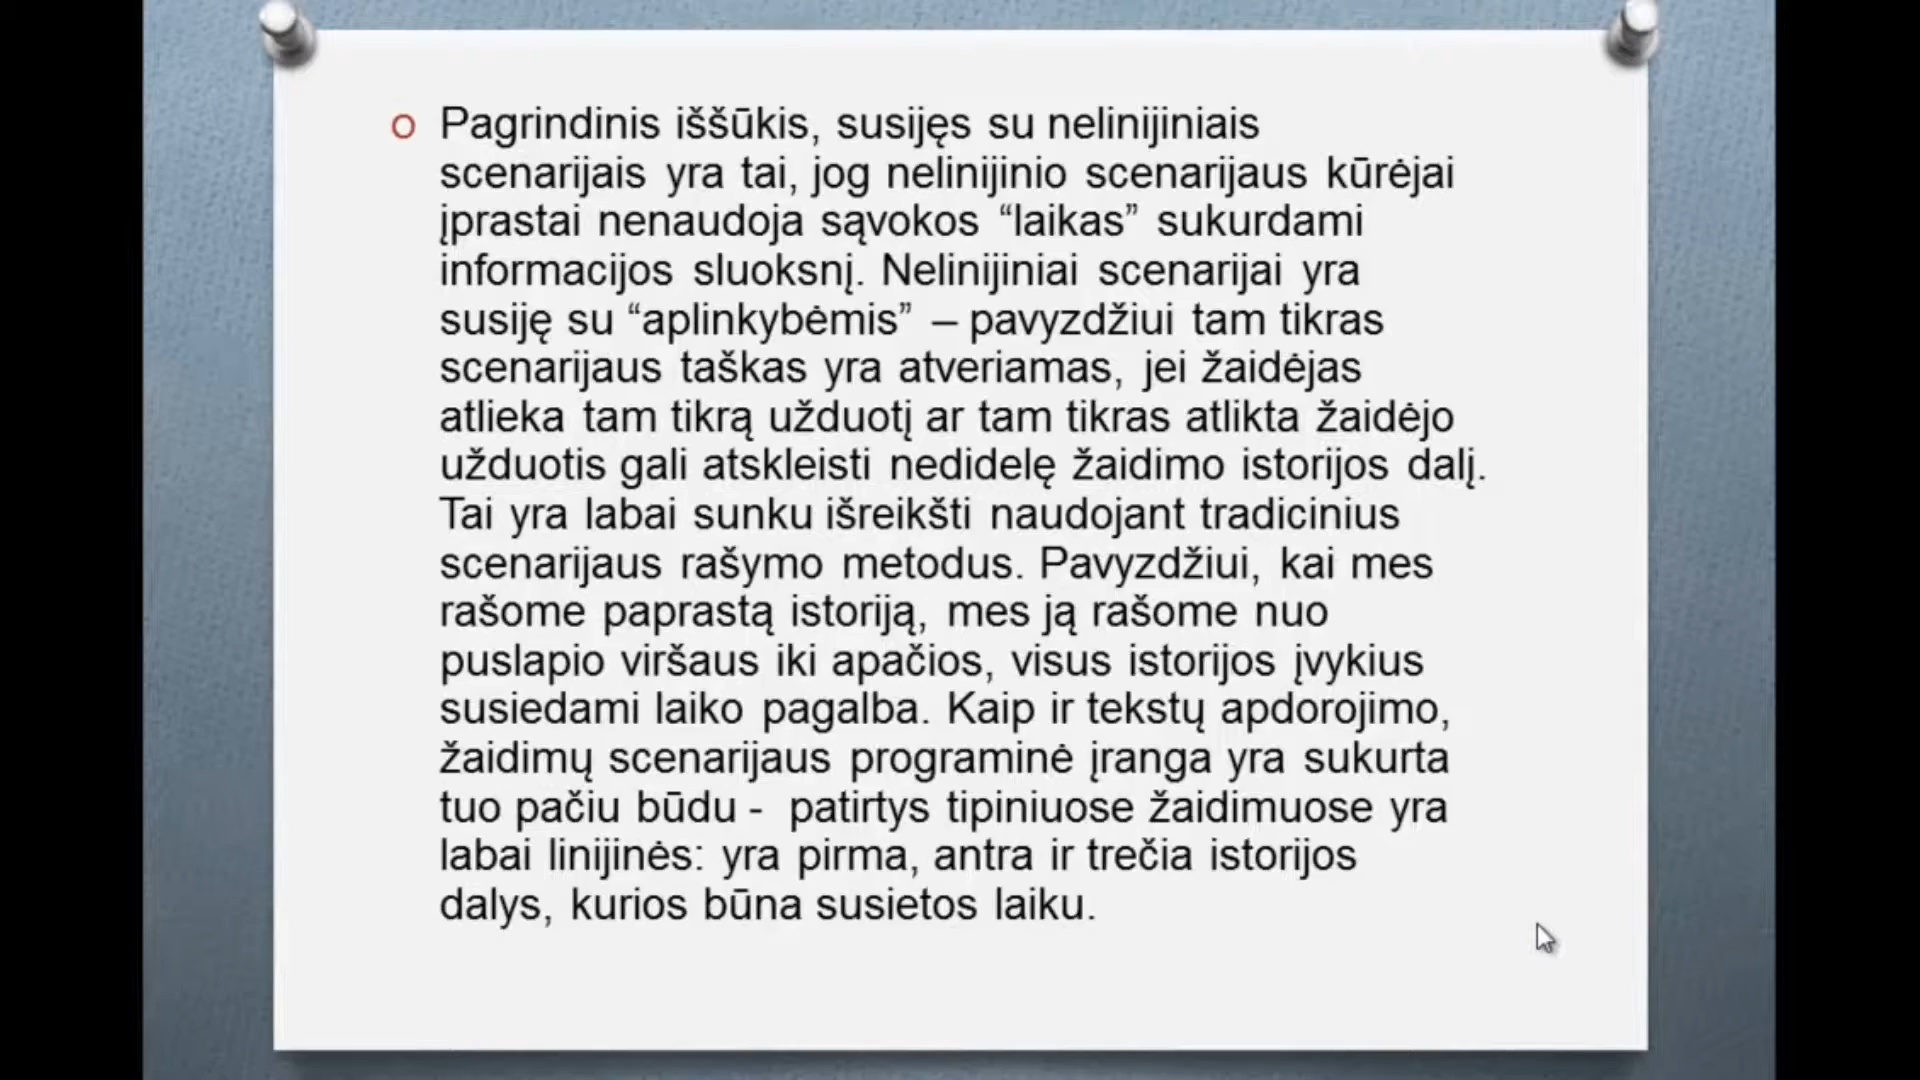 Pagrindinis iššūkis, susijęs su nelinijiniais
scenarijais yra tai, jog nelinijinio scenarijaus kūrėjai
įprastai nenaudoja sąvokos “laikas” sukurdami
informacijos sluoksnį. Nelinijiniai scenarijai yra
susiję su “aplinkybėmis” – pavyzdžiui tam tikras
scenarijaus taškas yra atveriamas, jei žaidėjas
atlieka tam tikrą užduotį ar tam tikras atlikta žaidėjo
užduotis gali atskleisti nedidelę žaidimo istorijos dalį.
Tai yra labai sunku išreikšti naudojant tradicinius
scenarijaus rašymo metodus. Pavyzdžiui, kai mes
rašome paprastą istoriją, mes ją rašome nuo
puslapio viršaus iki apačios, visus istorijos įvykius
susiedami laiko pagalba. Kaip ir tekstų apdorojimo,
žaidimų scenarijaus programinė įranga yra sukurta
tuo pačiu būdu - patirtys tipiniuose žaidimuose yra
labai linijinės: yra pirma, antra ir trečia istorijos
dalys, kurios būna susietos laiku.